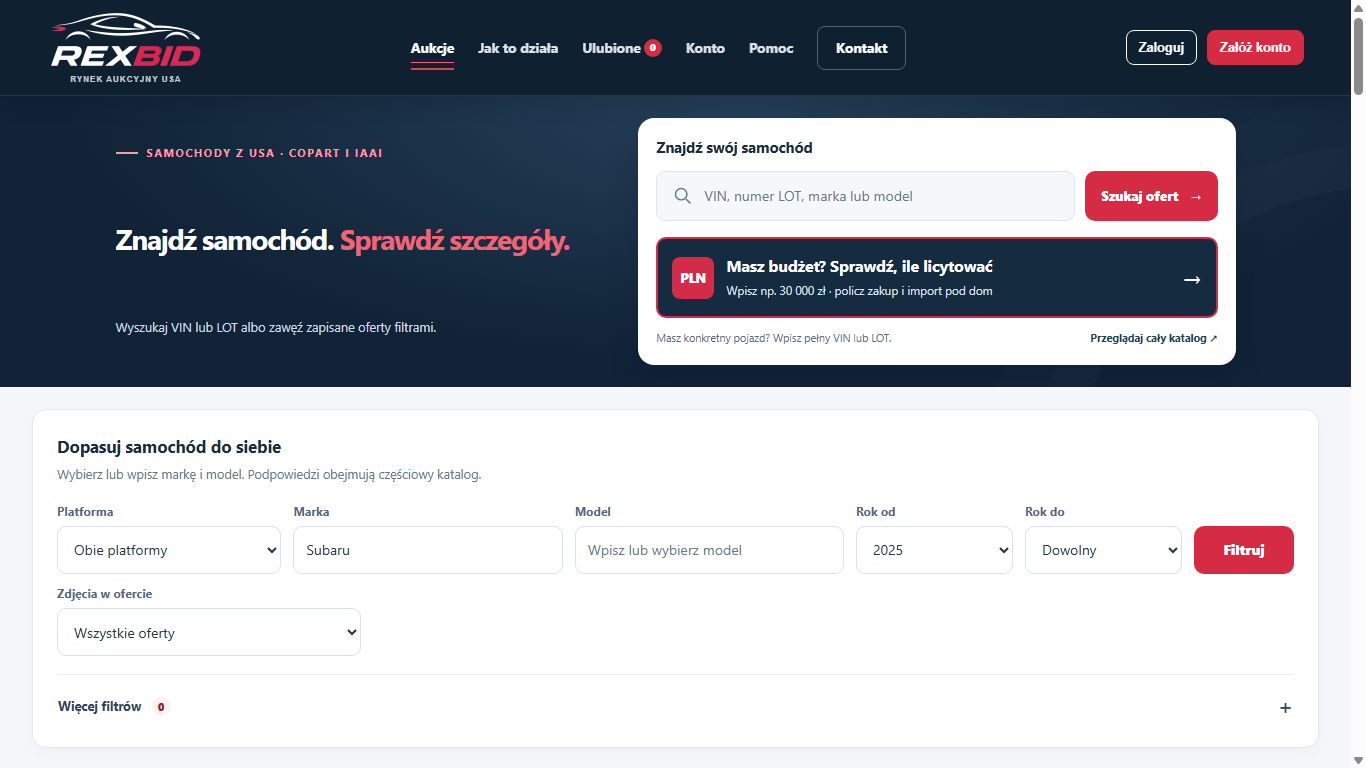 REXBID
RYNEK AUKCYJNY USA
Aukcje
Jak to działa
Ulubione 0
Konto
Pomoc
Kontakt
Zaloguj
Załóż konto
SAMOCHODY Z USA · COPART I IAAI
Znajdź samochód. Sprawdź szczegóły.
Wyszukaj VIN lub LOT albo zawęź zapisane oferty filtrami.
Znajdź swój samochód
VIN, numer LOT, marka lub model
Szukaj ofert →
PLN
Masz budżet? Sprawdź, ile licytować
Wpisz np. 30 000 zł · policz zakup i import pod dom
→
Masz konkretny pojazd? Wpisz pełny VIN lub LOT.
Przeglądaj cały katalog ↗
Dopasuj samochód do siebie
Wybierz lub wpisz markę i model. Podpowiedzi obejmują częściowy katalog.
Platforma
Obie platformy
Marka
Subaru
Model
Wpisz lub wybierz model
Rok od
2025
Rok do
Dowolny
Filtruj
Zdjęcia w ofercie
Wszystkie oferty
Więcej filtrów 0
+